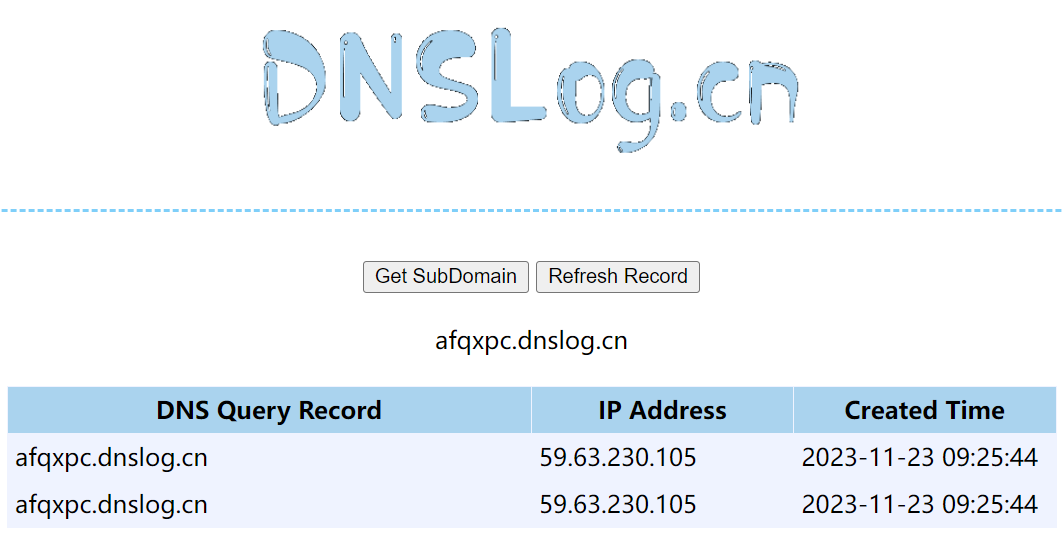 DNSLog.cn
Get SubDomain Refresh Record
afqxpc.dnslog.cn
DNS Query Record IP Address Created Time
afqxpc.dnslog.cn 59.63.230.105 2023-11-23 09:25:44
afqxpc.dnslog.cn 59.63.230.105 2023-11-23 09:25:44